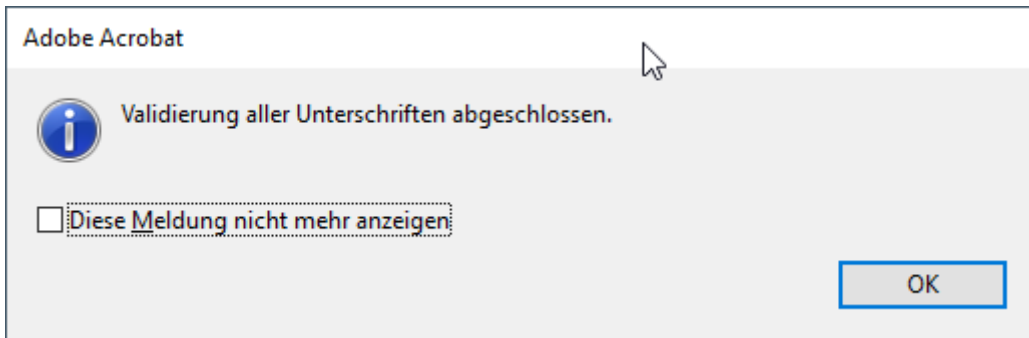 Adobe Acrobat
Validierung aller Unterschriften abgeschlossen.
Diese Meldung nicht mehr anzeigen
OK